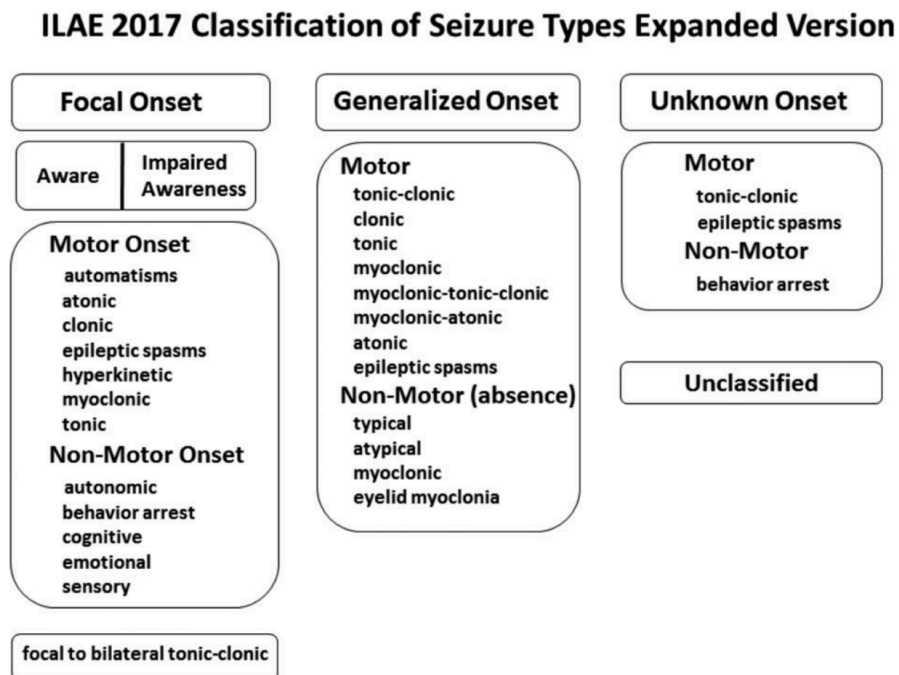 ILAE 2017 Classification of Seizure Types Expanded Version
Focal Onset
Aware
Impaired
Awareness
Motor Onset
automatisms
atonic
clonic
epileptic spasms
hyperkinetic
myoclonic
tonic
Non-Motor Onset
autonomic
behavior arrest
cognitive
emotional
sensory
focal to bilateral tonic-clonic
Generalized Onset
Motor
tonic-clonic
clonic
tonic
myoclonic
myoclonic-tonic-clonic
myoclonic-atonic
atonic
epileptic spasms
Non-Motor (absence)
typical
atypical
myoclonic
eyelid myoclonia
Unknown Onset
Motor
tonic-clonic
epileptic spasms
Non-Motor
behavior arrest
Unclassified